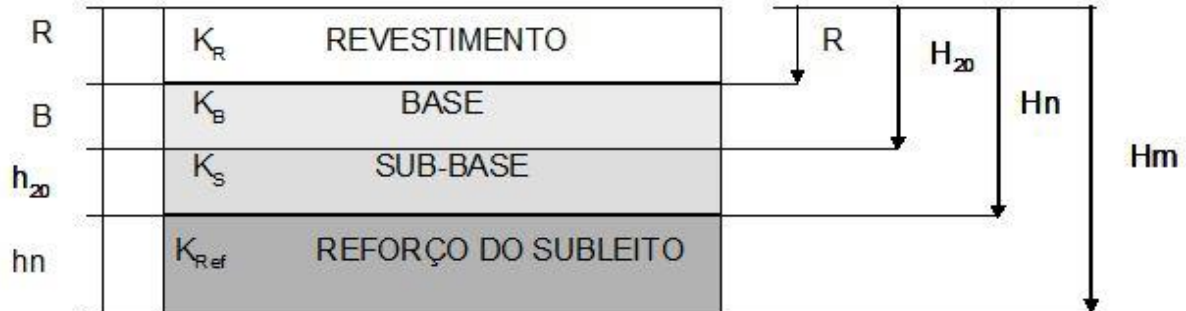 R K_R REVESTIMENTO R H_20
B K_B BASE Hn
h_20 K_S SUB-BASE Hm
hn K_Ref REFORÇO DO SUBLEITO